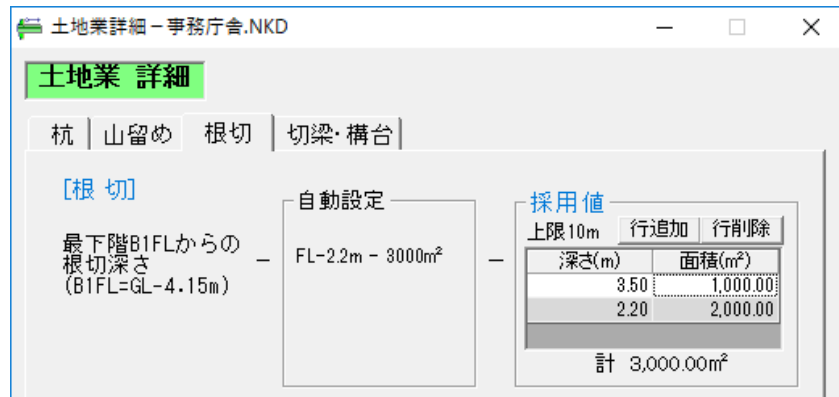 土地業詳細－事務庁舎.NKD
土地業 詳細
杭 山留め 根切 切梁・構台
[根 切]
最下階B1FLからの
根切深さ
(B1FL=GL-4.15m)
自動設定
FL-2.2m － 3000m²
採用値
上限10m 行追加 行削除
深さ(m) 面積(m²)
3.50 1,000.00
2.20 2,000.00
計 3,000.00m²